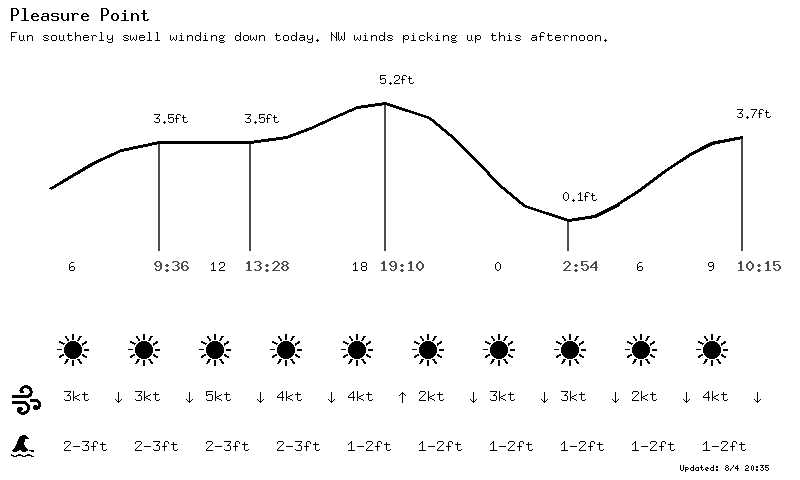 Pleasure Point
Fun southerly swell winding down today. NW winds picking up this afternoon.
5.2ft
3.5ft 3.5ft 3.7ft
0.1ft
6 9:36 12 13:28 18 19:10 0 2:54 6 9 10:15
3kt ↓ 3kt ↓ 5kt ↓ 4kt ↓ 4kt ↑ 2kt ↓ 3kt ↓ 3kt ↓ 2kt ↓ 4kt ↓
2-3ft 2-3ft 2-3ft 2-3ft 1-2ft 1-2ft 1-2ft 1-2ft 1-2ft 1-2ft
Updated: 8/4 20:35